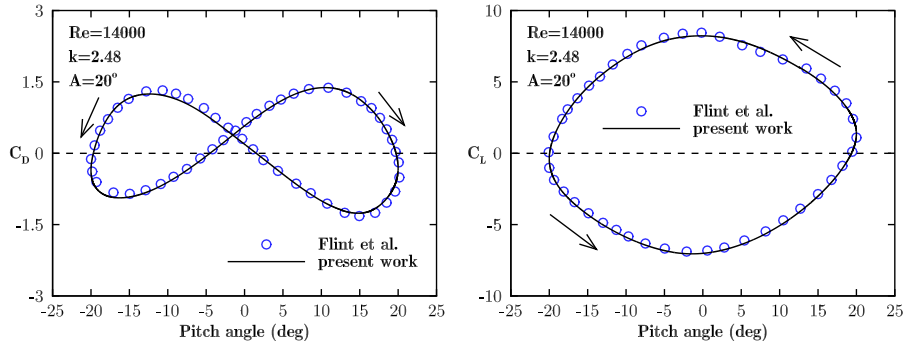 3
1.5
0
-1.5
-3
C_D
Re=14000
k=2.48
A=20°
Flint et al.
present work
-25 -20 -15 -10 -5 0 5 10 15 20 25
Pitch angle (deg)
10
5
0
-5
-10
C_L
Re=14000
k=2.48
A=20°
Flint et al.
present work
-25 -20 -15 -10 -5 0 5 10 15 20 25
Pitch angle (deg)